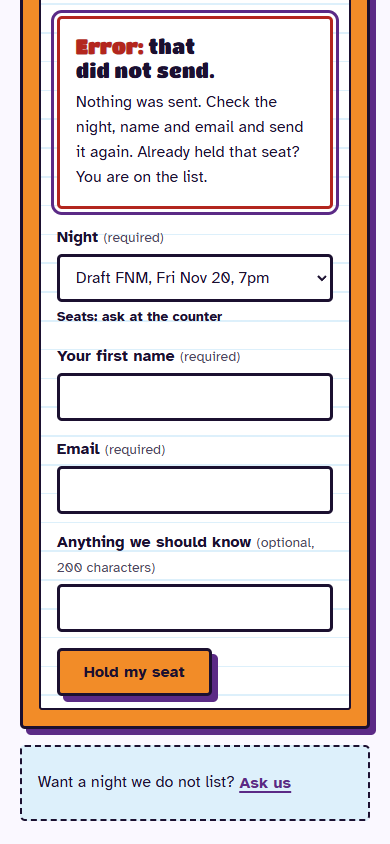 Error: that
did not send.
Nothing was sent. Check the
night, name and email and send
it again. Already held that seat?
You are on the list.
Night (required)
Draft FNM, Fri Nov 20, 7pm
Seats: ask at the counter
Your first name (required)
Email (required)
Anything we should know (optional,
200 characters)
Hold my seat
Want a night we do not list? Ask us